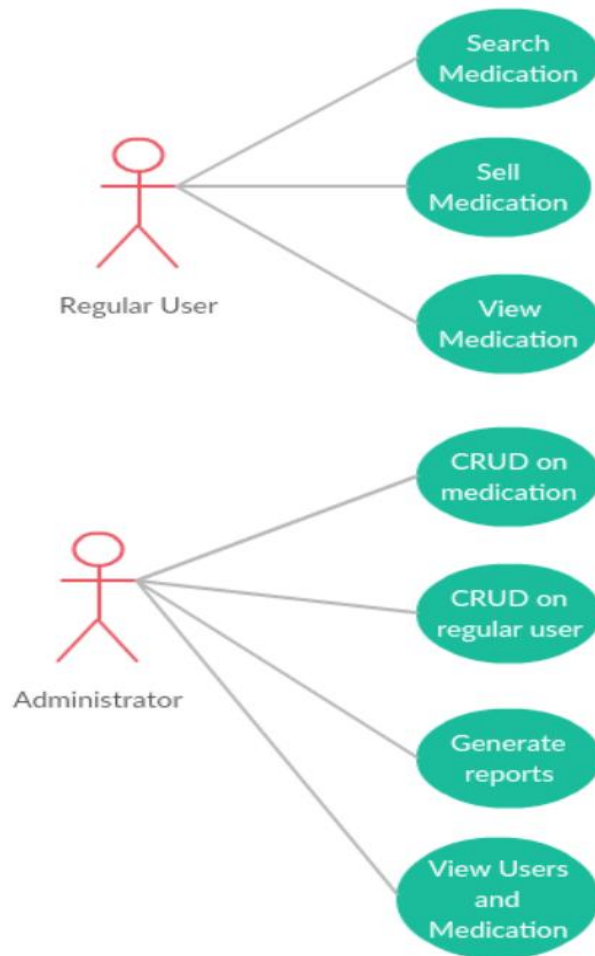 Search
Medication
Sell
Medication
View
Medication
Regular User
CRUD on
medication
CRUD on
regular user
Administrator
Generate
reports
View Users
and
Medication